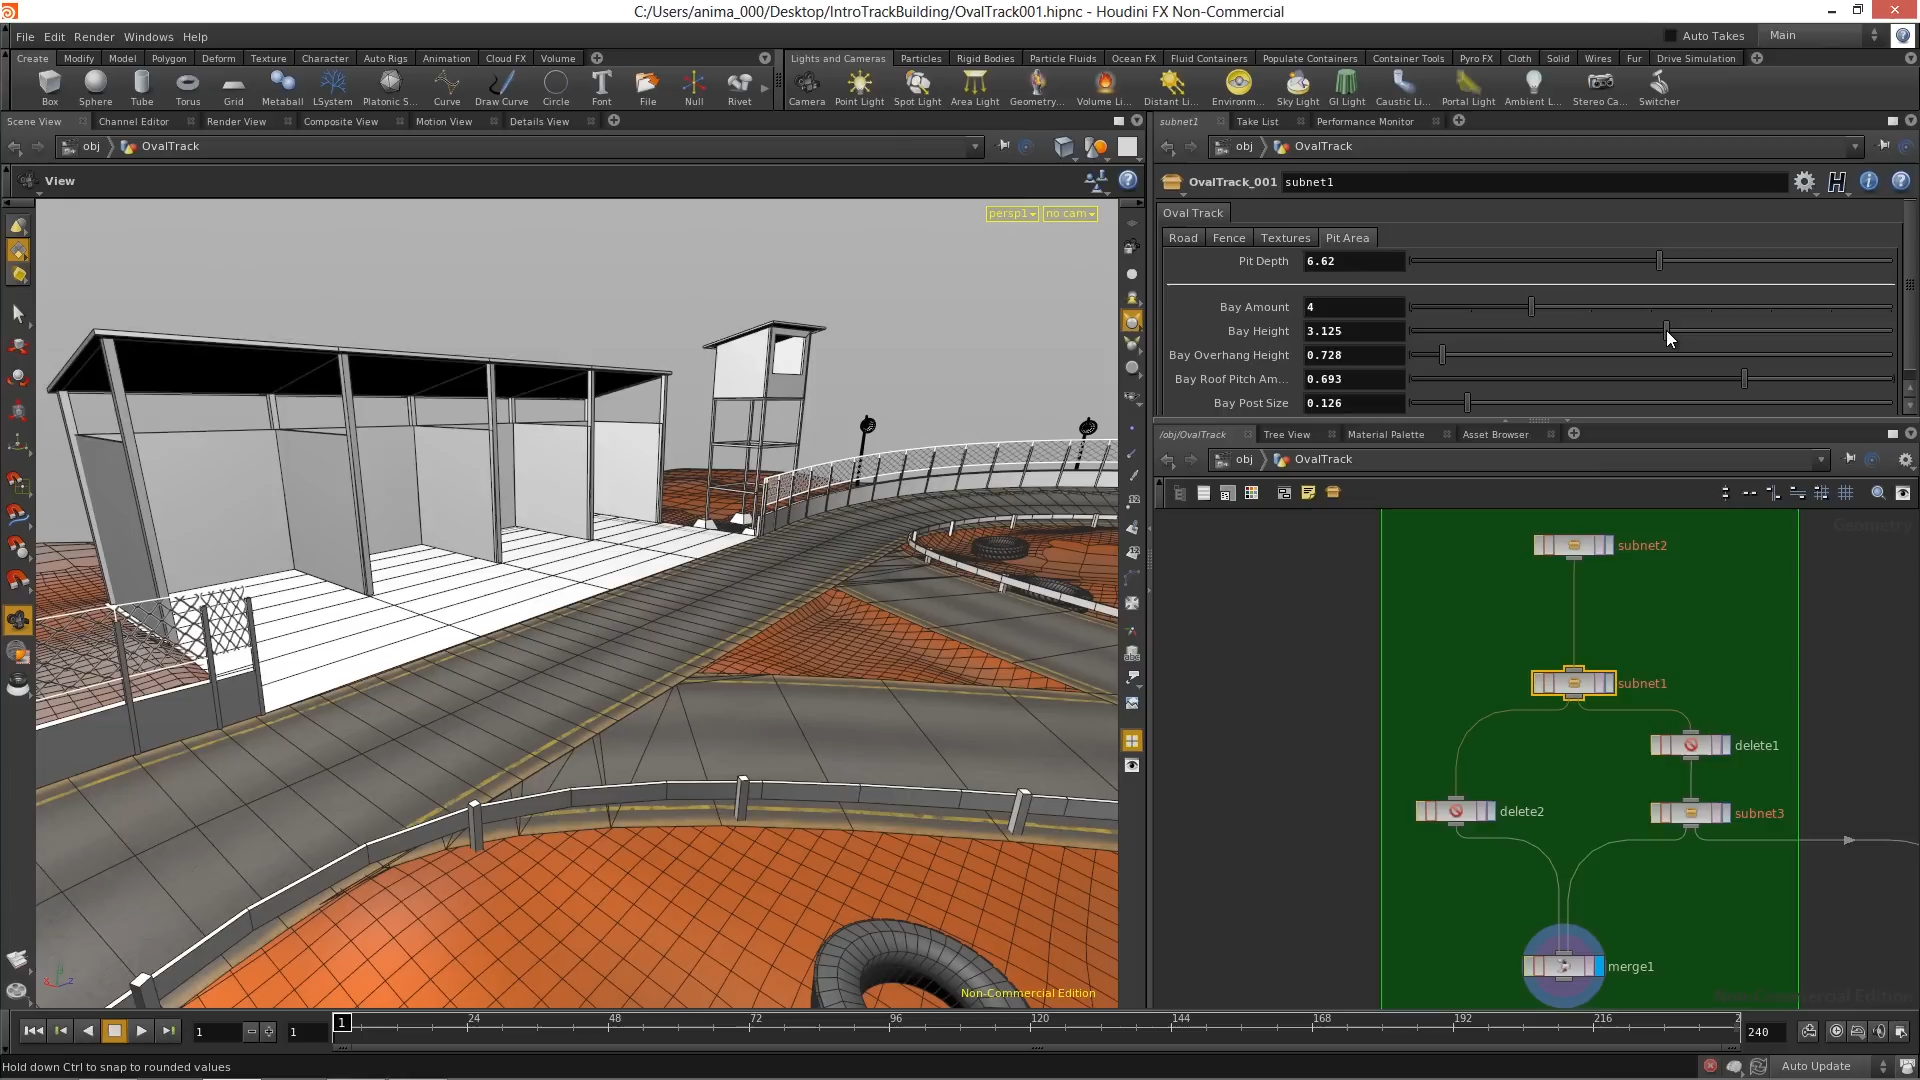 C:/Users/anima_000/Desktop/IntroTrackBuilding/OvalTrack001.hipnc - Houdini FX Non-Commercial
File Edit Render Windows Help
Auto Takes Main
Create Modify Model Polygon Deform Texture Character Auto Rigs Animation Cloud FX Volume
Lights and Cameras Particles Rigid Bodies Particle Fluids Ocean FX Fluid Containers Populate Containers Container Tools Pyro FX Cloth Solid Wires Fur Drive Simulation
Box Sphere Tube Torus Grid Metaball LSystem Platonic S... Curve Draw Curve Circle Font File Null Rivet
Camera Point Light Spot Light Area Light Geometry... Volume Li... Distant Li... Environm... Sky Light GI Light Caustic Li... Portal Light Ambient L... Stereo Ca... Switcher
Scene View Channel Editor Render View Composite View Motion View Details View
subnet1 Take List Performance Monitor
obj OvalTrack
obj OvalTrack
View
OvalTrack_001 subnet1
persp1 no cam
Oval Track
Road Fence Textures Pit Area
Pit Depth 6.62
Bay Amount 4
Bay Height 3.125
Bay Overhang Height 0.728
Bay Roof Pitch Am... 0.693
Bay Post Size 0.126
/obj/OvalTrack Tree View Material Palette Asset Browser
obj OvalTrack
Geometry
subnet2
subnet1
delete1
delete2
subnet3
merge1
Non-Commercial Edition
Non-Commercial Edition
1 1 1 24 48 72 96 120 144 168 192 216 2 240
Hold down Ctrl to snap to rounded values
Auto Update